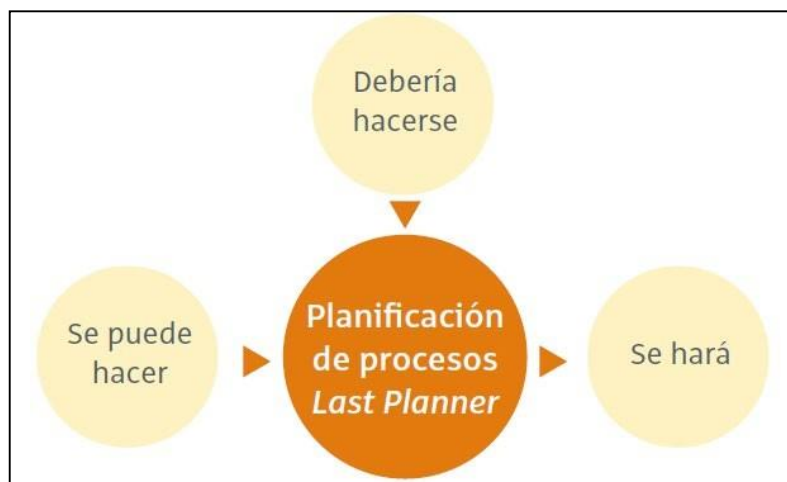 Debería
hacerse
Se puede
hacer
Planificación
de procesos
Last Planner
Se hará